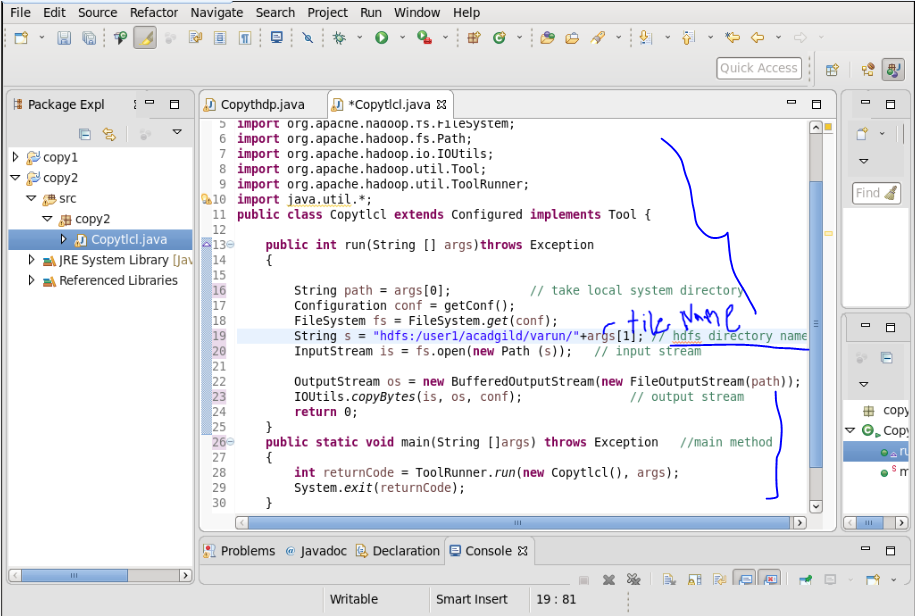 File Edit Source Refactor Navigate Search Project Run Window Help
Quick Access
Package Expl
Copythdp.java
*Copytlcl.java
copy1
copy2
src
copy2
Copytlcl.java
JRE System Library [Jav
Referenced Libraries
5 import org.apache.hadoop.fs.FileSystem;
6 import org.apache.hadoop.fs.Path;
7 import org.apache.hadoop.io.IOUtils;
8 import org.apache.hadoop.util.Tool;
9 import org.apache.hadoop.util.ToolRunner;
10 import java.util.*;
11 public class Copytlcl extends Configured implements Tool {
12
13 public int run(String [] args)throws Exception
14 {
15
16 String path = args[0]; // take local system directory
17 Configuration conf = getConf();
18 FileSystem fs = FileSystem.get(conf);
file Name
19 String s = "hdfs:/user1/acadgild/varun/"+args[1]; // hdfs directory name
20 InputStream is = fs.open(new Path (s)); // input stream
21
22 OutputStream os = new BufferedOutputStream(new FileOutputStream(path));
23 IOUtils.copyBytes(is, os, conf); // output stream
24 return 0;
25 }
26 public static void main(String []args) throws Exception //main method
27 {
28 int returnCode = ToolRunner.run(new Copytlcl(), args);
29 System.exit(returnCode);
30 }
Find
copy
Copy
ru
m
Problems @ Javadoc Declaration Console
Writable Smart Insert 19 : 81